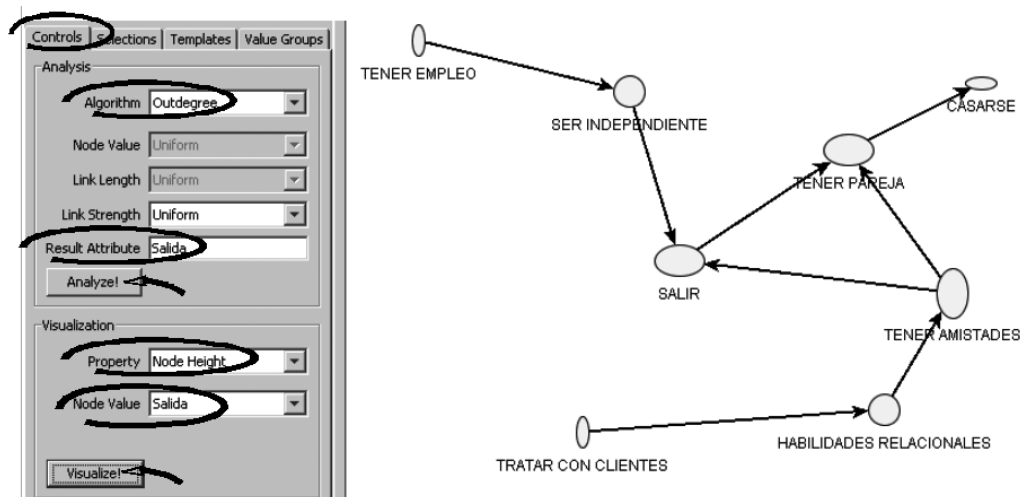 Controls Selections Templates Value Groups
Analysis
Algorithm Outdegree
Node Value Uniform
Link Length Uniform
Link Strength Uniform
Result Attribute Salida
Analyze!
Visualization
Property Node Height
Node Value Salida
Visualize!
TENER EMPLEO
SER INDEPENDIENTE
CASARSE
TENER PAREJA
SALIR
TENER AMISTADES
HABILIDADES RELACIONALES
TRATAR CON CLIENTES